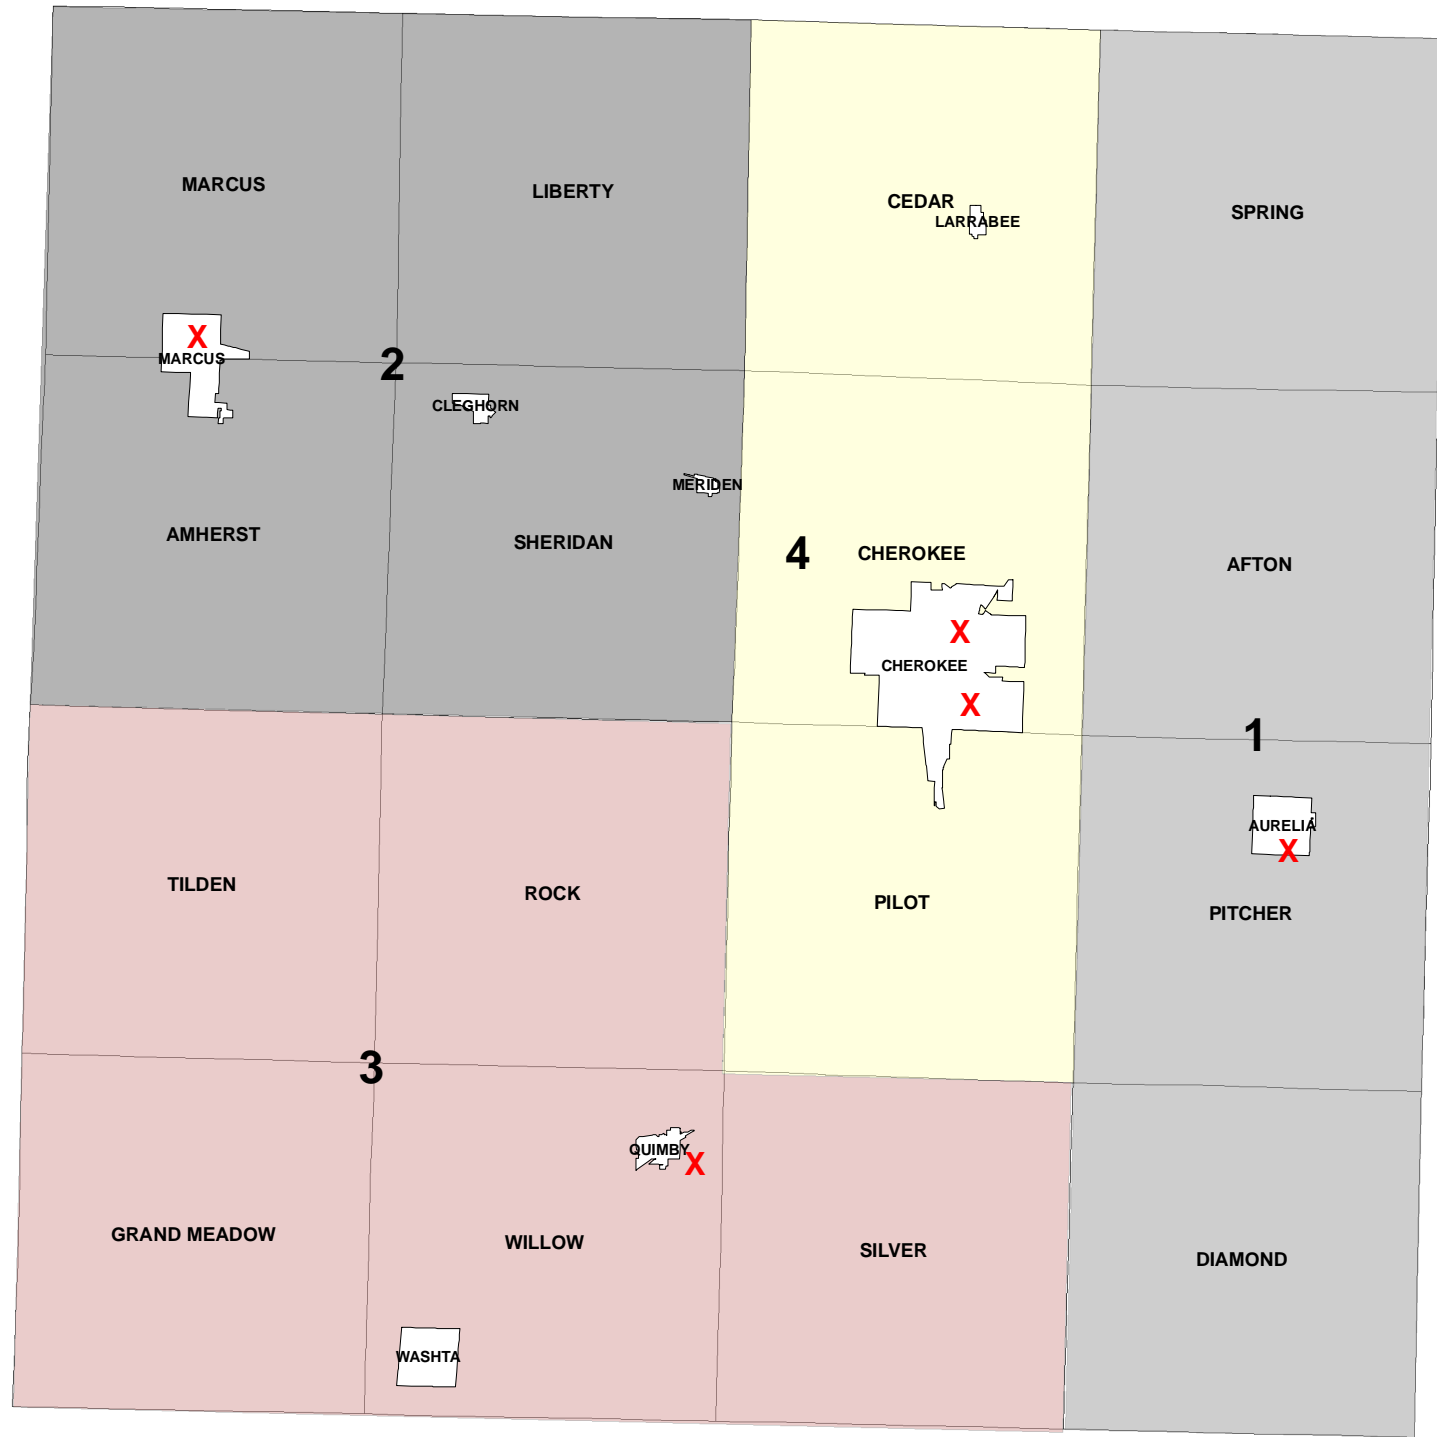 MARCUS
LIBERTY
CEDAR
LARRABEE
SPRING
X
MARCUS
2
CLEGHORN
MERIDEN
AMHERST
SHERIDAN
4
CHEROKEE
AFTON
X
CHEROKEE
X
1
AURELIA
X
TILDEN
ROCK
PILOT
PITCHER
3
QUIMBY
X
GRAND MEADOW
WILLOW
SILVER
DIAMOND
WASHTA